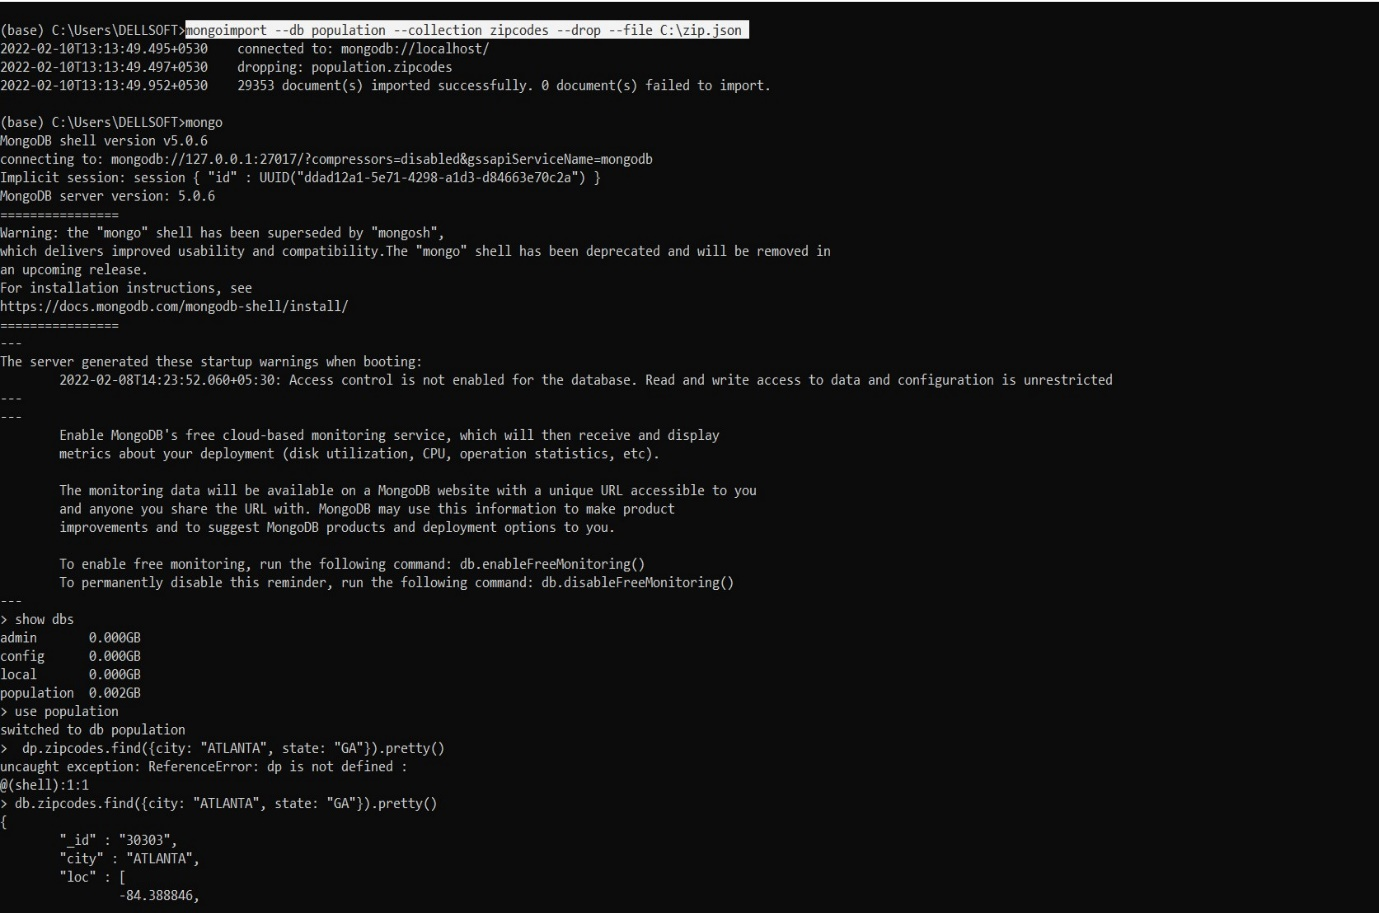 (base) C:\Users\DELLSOFT>mongoimport --db population --collection zipcodes --drop --file C:\zip.json
2022-02-10T13:13:49.495+0530    connected to: mongodb://localhost/
2022-02-10T13:13:49.497+0530    dropping: population.zipcodes
2022-02-10T13:13:49.952+0530    29353 document(s) imported successfully. 0 document(s) failed to import.
(base) C:\Users\DELLSOFT>mongo
MongoDB shell version v5.0.6
connecting to: mongodb://127.0.0.1:27017/?compressors=disabled&gssapiServiceName=mongodb
Implicit session: session { "id" : UUID("ddad12a1-5e71-4298-a1d3-d84663e70c2a") }
MongoDB server version: 5.0.6
================
Warning: the "mongo" shell has been superseded by "mongosh",
which delivers improved usability and compatibility.The "mongo" shell has been deprecated and will be removed in
an upcoming release.
For installation instructions, see
https://docs.mongodb.com/mongodb-shell/install/
================
---
The server generated these startup warnings when booting:
        2022-02-08T14:23:52.060+05:30: Access control is not enabled for the database. Read and write access to data and configuration is unrestricted
---
---
        Enable MongoDB's free cloud-based monitoring service, which will then receive and display
        metrics about your deployment (disk utilization, CPU, operation statistics, etc).
        The monitoring data will be available on a MongoDB website with a unique URL accessible to you
        and anyone you share the URL with. MongoDB may use this information to make product
        improvements and to suggest MongoDB products and deployment options to you.
        To enable free monitoring, run the following command: db.enableFreeMonitoring()
        To permanently disable this reminder, run the following command: db.disableFreeMonitoring()
---
> show dbs
admin       0.000GB
config      0.000GB
local       0.000GB
population  0.002GB
> use population
switched to db population
>  dp.zipcodes.find({city: "ATLANTA", state: "GA"}).pretty()
uncaught exception: ReferenceError: dp is not defined :
@(shell):1:1
> db.zipcodes.find({city: "ATLANTA", state: "GA"}).pretty()
{
        "_id" : "30303",
        "city" : "ATLANTA",
        "loc" : [
                -84.388846,